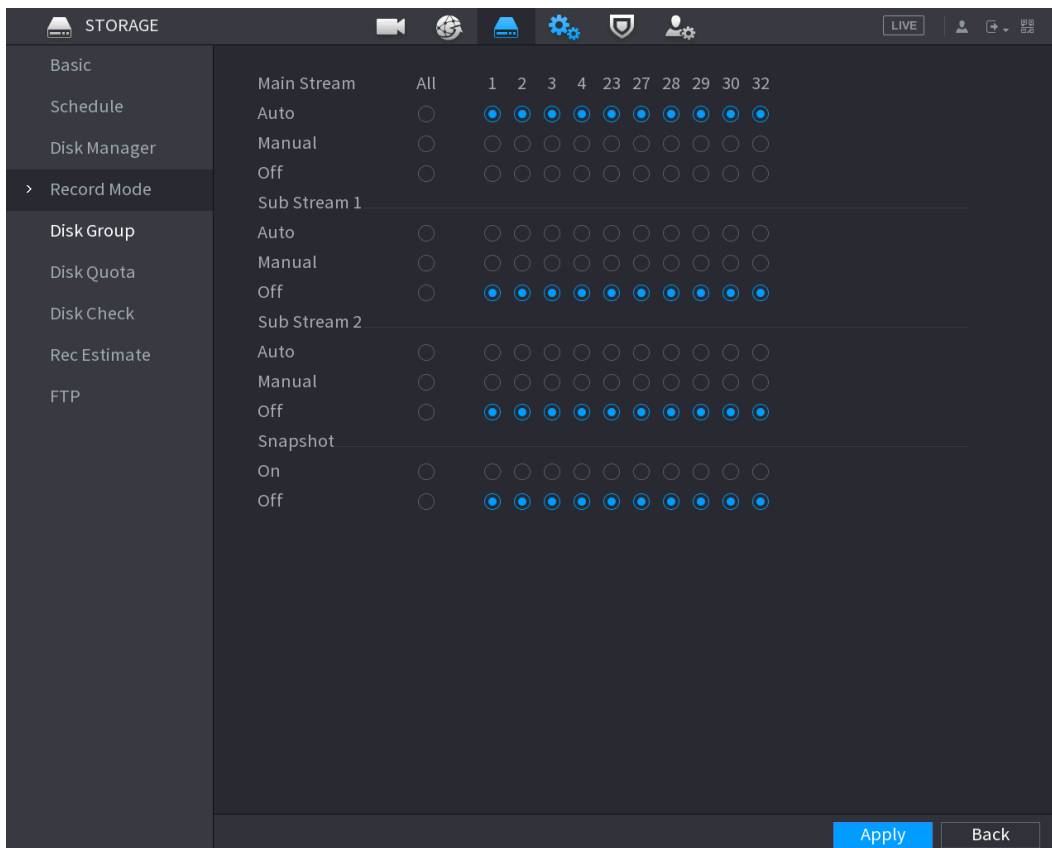 STORAGE
LIVE
Basic
Schedule
Disk Manager
Record Mode
Disk Group
Disk Quota
Disk Check
Rec Estimate
FTP
Main Stream All 1 2 3 4 23 27 28 29 30 32
Auto
Manual
Off
Sub Stream 1
Auto
Manual
Off
Sub Stream 2
Auto
Manual
Off
Snapshot
On
Off
Apply Back